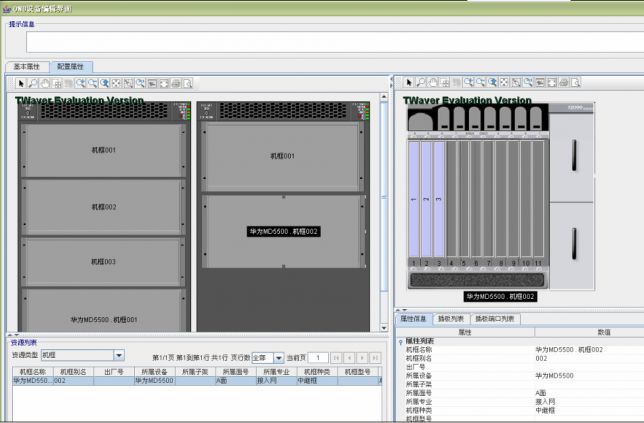 UNO设备编辑界面
提示信息
基本属性 配置属性
TWaver Evaluation Version
机框001
机框002
机框003
华为MD5500 . 机框001
机框001
华为MD5500 . 机框002
TWaver Evaluation Version
1 2 3
1 2 3 4 5 6 7 8 9 10 11
华为MD5500 . 机框002
资源列表
资源类型 机框 第1/1页 第1到第1行 共1行 页行数 全部 当前页 1
机框名称 机框别名 出厂号 所属设备 所属子架 所属面号 所属专业 机框种类 机框型号
华为MD550... 002 华为MD5500 A面 接入网 中继框
属性信息 插板列表 插板端口列表
属性 数值
属性列表
机框名称 华为MD5500 . 机框002
机框别名 002
出厂号
所属设备 华为MD5500
所属子架
所属面号 A面
所属专业 接入网
机框种类 中继框
机框型号